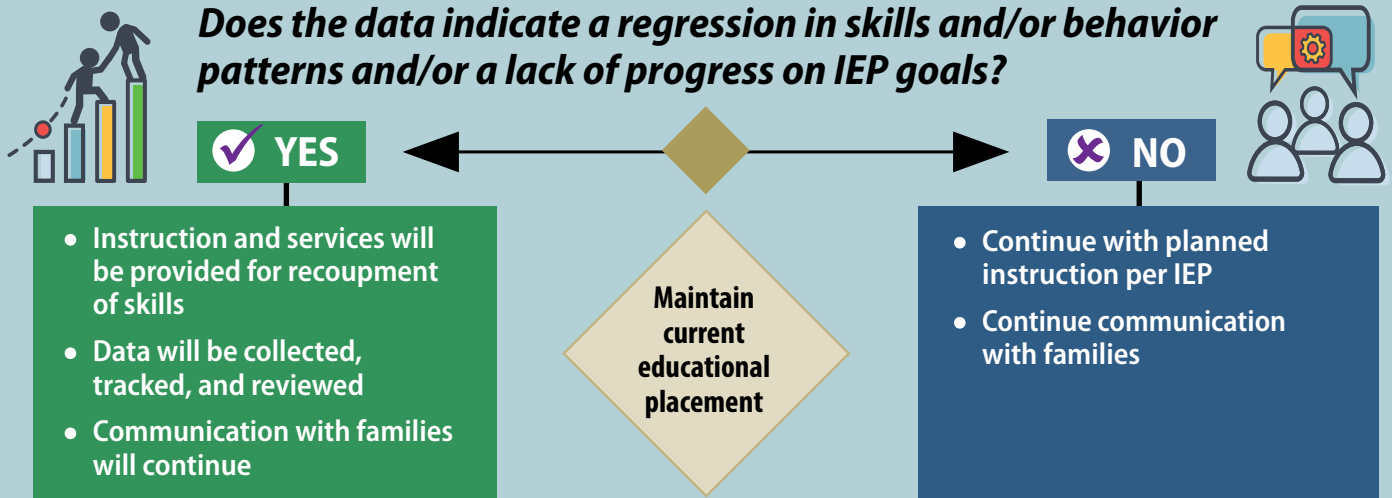 Does the data indicate a regression in skills and/or behavior
patterns and/or a lack of progress on IEP goals?
YES
NO
• Instruction and services will
be provided for recoupment
of skills
• Data will be collected,
tracked, and reviewed
• Communication with families
will continue
Maintain
current
educational
placement
• Continue with planned
instruction per IEP
• Continue communication
with families